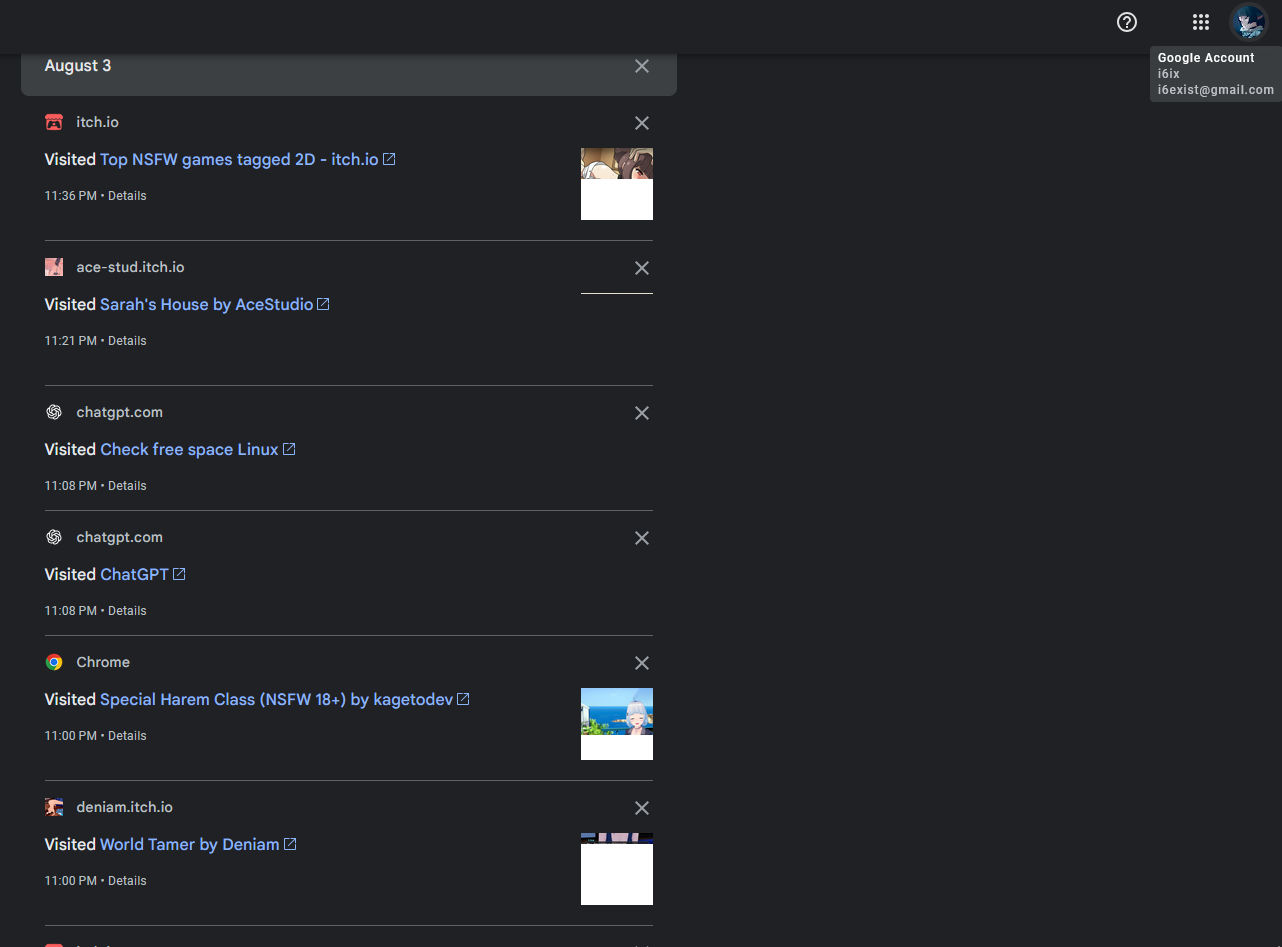 Google Account
i6ix
i6exist@gmail.com
August 3
itch.io
Visited Top NSFW games tagged 2D - itch.io
11:36 PM • Details
ace-stud.itch.io
Visited Sarah's House by AceStudio
11:21 PM • Details
chatgpt.com
Visited Check free space Linux
11:08 PM • Details
chatgpt.com
Visited ChatGPT
11:08 PM • Details
Chrome
Visited Special Harem Class (NSFW 18+) by kagetodev
11:00 PM • Details
deniam.itch.io
Visited World Tamer by Deniam
11:00 PM • Details